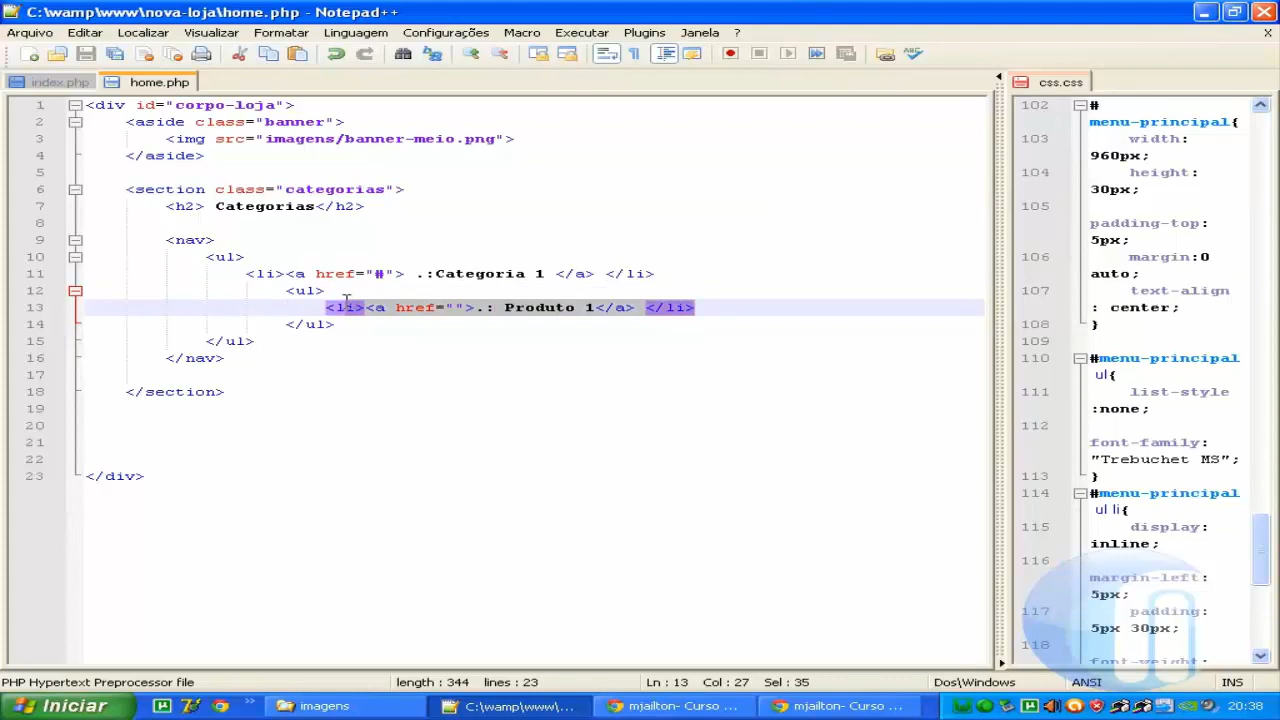 C:\wamp\www\nova-loja\home.php - Notepad++
Arquivo Editar Localizar Visualizar Formatar Linguagem Configurações Macro Executar Plugins Janela ? X
index.php home.php
1 <div id="corpo-loja">
2 <aside class="banner">
3 <img src="imagens/banner-meio.png">
4 </aside>
5
6 <section class="categorias">
7 <h2> Categorias</h2>
8
9 <nav>
10 <ul>
11 <li><a href="#"> .:Categoria 1 </a> </li>
12 <ul>
13 <li><a href="">.: Produto 1</a> </li>
14 </ul>
15 </ul>
16 </nav>
17
18 </section>
19
20
21
22
23 </div>
css.css
102 #
menu-principal{
103 width:
960px;
104 height:
30px;
105
padding-top:
5px;
106 margin:0
auto;
107 text-align
: center;
108 }
109
110 #menu-principal
ul{
111 list-style
:none;
112
font-family:
"Trebuchet MS";
113 }
114 #menu-principal
ul li{
115 display:
inline;
116
margin-left:
5px;
117 padding:
5px 30px;
118
font-weight:
PHP Hypertext Preprocessor file length : 344 lines : 23 Ln : 13 Col : 27 Sel : 35 Dos\Windows ANSI INS
Iniciar imagens C:\wamp\www\... mjailton- Curso ... mjailton- Curso ... 20:38